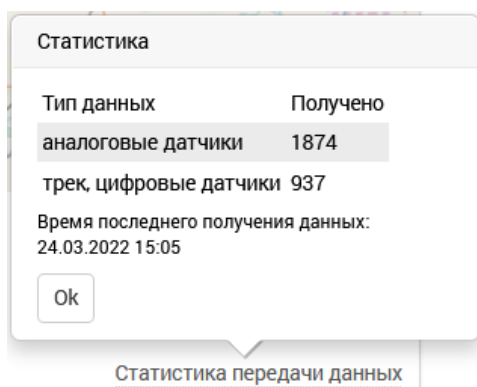 Статистика
Тип данных Получено
аналоговые датчики 1874
трек, цифровые датчики 937
Время последнего получения данных:
24.03.2022 15:05
Ok
Статистика передачи данных